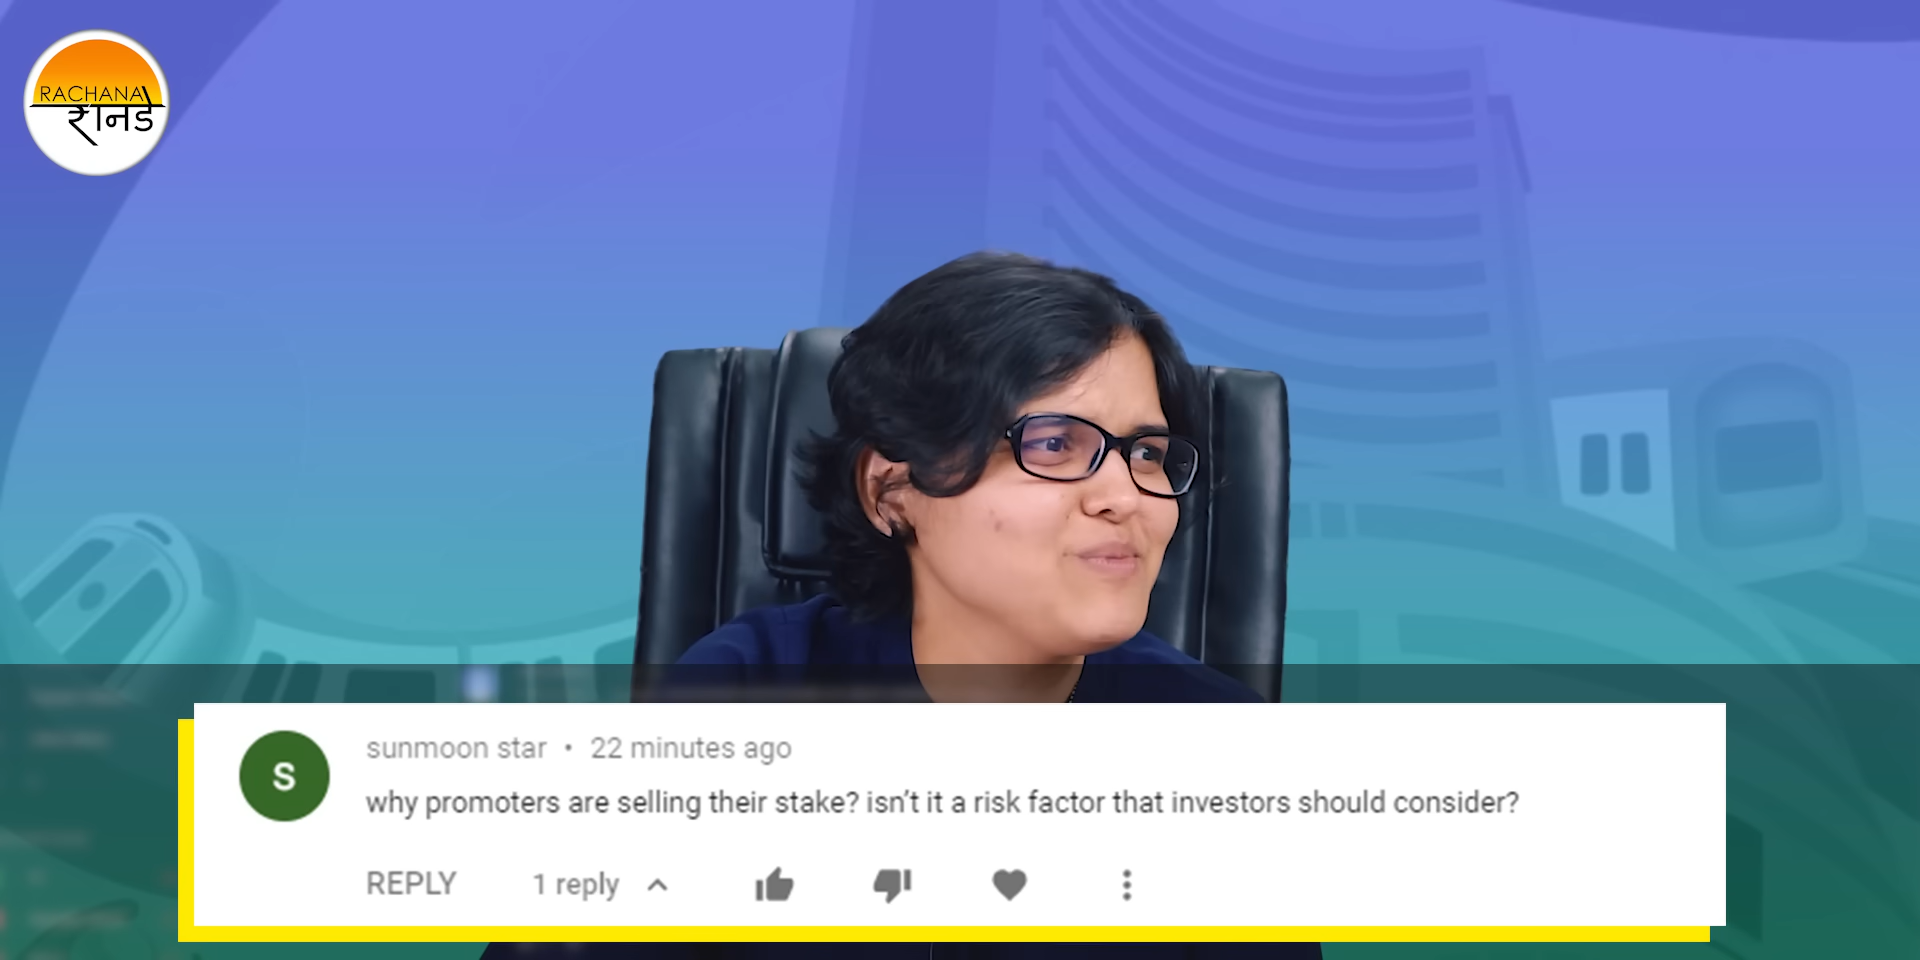 RACHANA
रानडे
sunmoon star • 22 minutes ago
why promoters are selling their stake? isn't it a risk factor that investors should consider?
S
REPLY 1 reply